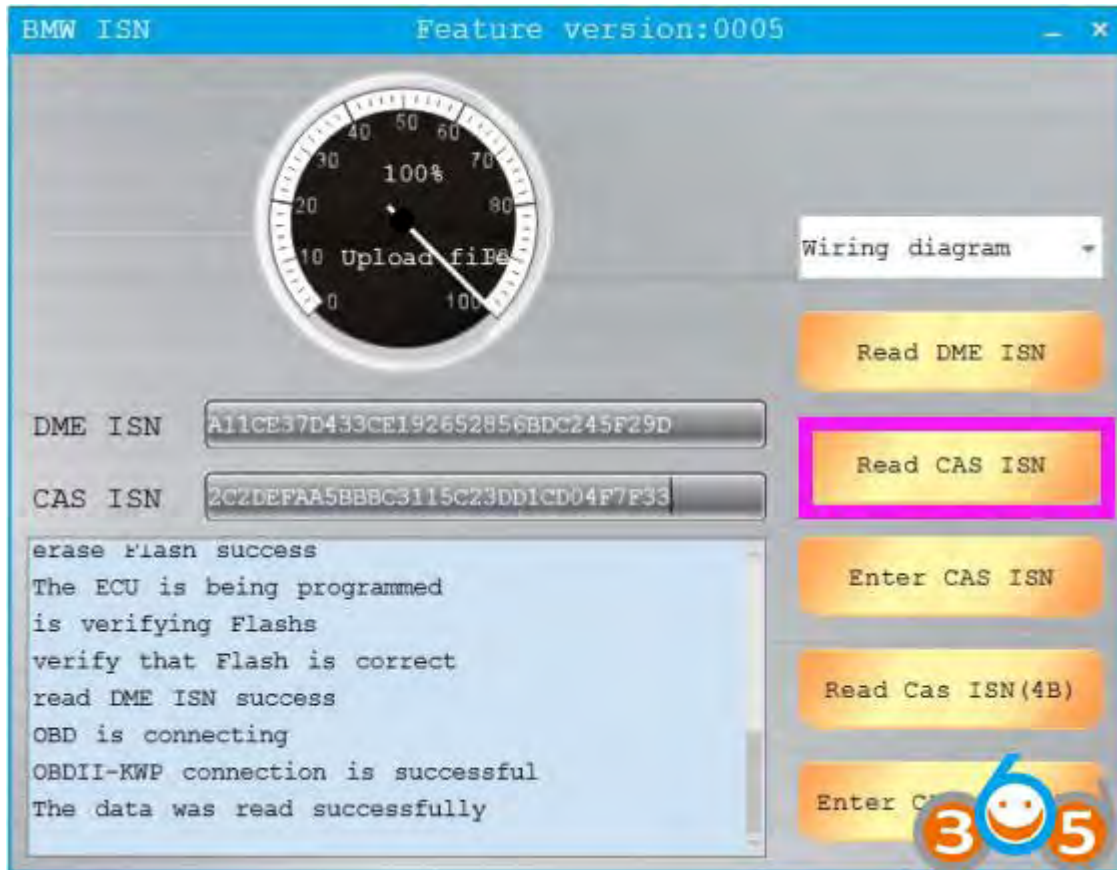 BMW ISN Feature version:0005
40 50 60
30 100% 70
20 80
10 Upload file 90
0 100
Wiring diagram
Read DME ISN
DME ISN A11CE37D433CE192652856BDC245F29D
Read CAS ISN
CAS ISN 2C2DEFAA5BBBC3115C23DD1CD04F7F33
erase Flash success
The ECU is being programmed
is verifying Flashs
verify that Flash is correct
read DME ISN success
OBD is connecting
OBDII-KWP connection is successful
The data was read successfully
Enter CAS ISN
Read Cas ISN(4B)
Enter
365